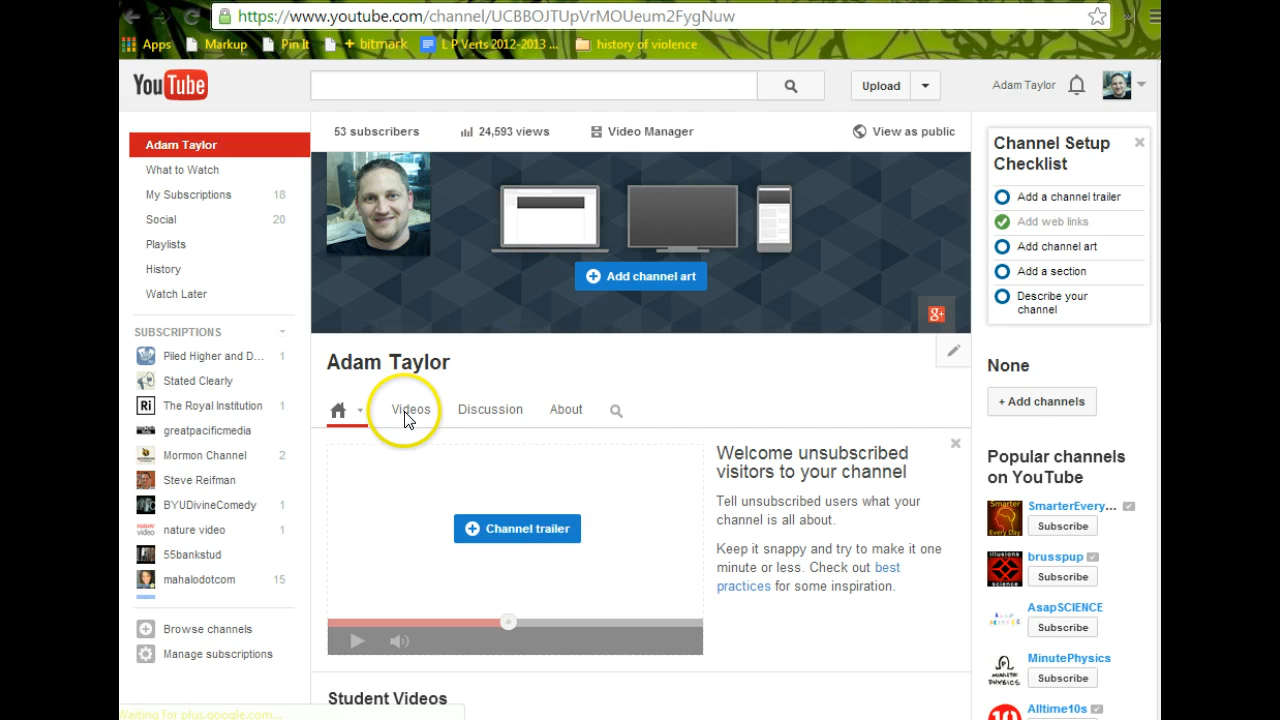 https://www.youtube.com/channel/UCBBOJTUpVrMOUeum2FygNuw
Apps Markup Pin It + bitmark L P Verts 2012-2013 ... history of violence
YouTube
Upload
Adam Taylor
53 subscribers 24,593 views Video Manager View as public
Adam Taylor
What to Watch
My Subscriptions 18
Social 20
Playlists
History
Watch Later
SUBSCRIPTIONS
Piled Higher and D... 1
Stated Clearly
Ri The Royal Institution 1
greatpacificmedia
Mormon Channel 2
Steve Reifman
BYUDivineComedy 1
nature video nature video 1
55bankstud
mahalodotcom 15
Browse channels
Manage subscriptions
Add channel art
g+
Adam Taylor
Videos Discussion About
Channel trailer
Welcome unsubscribed
visitors to your channel
Tell unsubscribed users what your
channel is all about.
Keep it snappy and try to make it one
minute or less. Check out best
practices for some inspiration.
Student Videos
Channel Setup
Checklist
Add a channel trailer
Add web links
Add channel art
Add a section
Describe your
channel
None
+ Add channels
Popular channels
on YouTube
Smarter Every Day
SmarterEvery...
Subscribe
brusspup
Subscribe
AsapSCIENCE
Subscribe
MinutePhysics
Subscribe
Alltime10s
Waiting for plus.google.com...